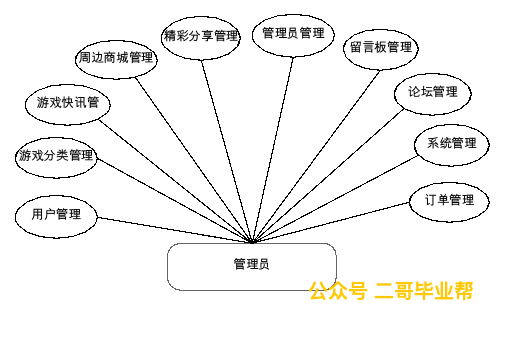 精彩分享管理
管理员管理
周边商城管理
留言板管理
游戏快讯管
论坛管理
游戏分类管理
系统管理
用户管理
订单管理
管理员
公众号 二哥毕业帮